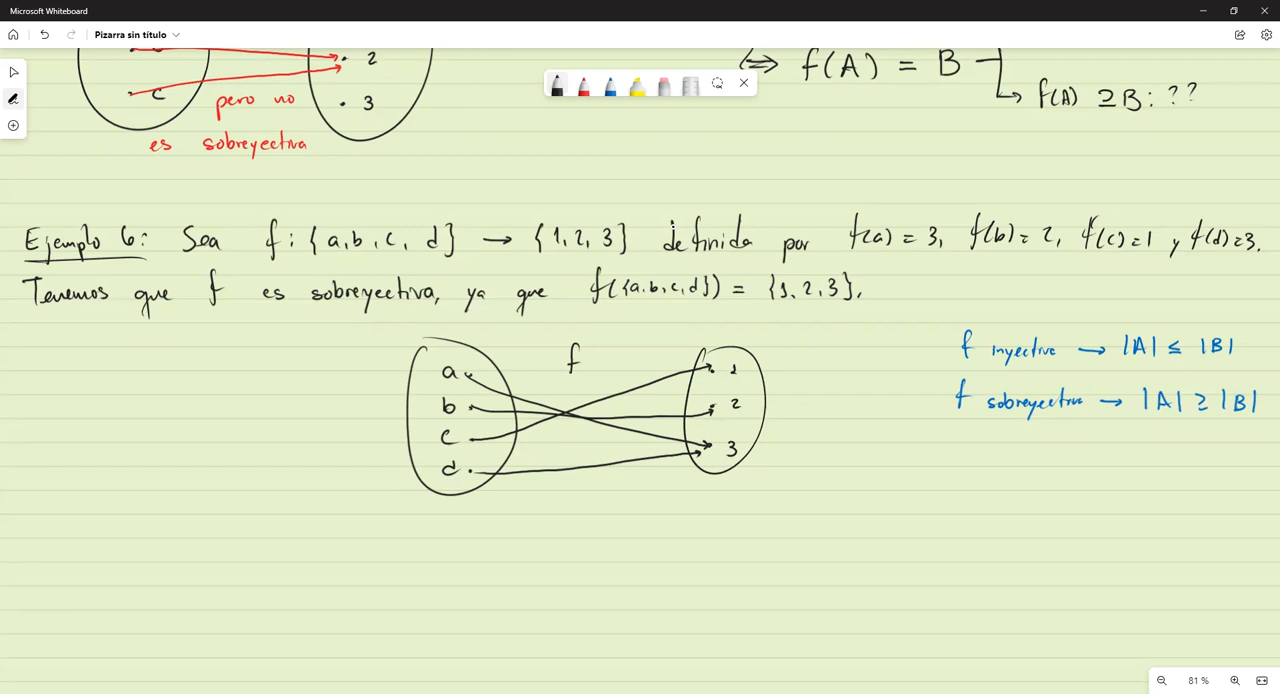 Microsoft Whiteboard
Pizarra sin título
2
c
3
pero no
es sobreyectiva
⇔ f(A) = B
↳ f(A) ⊇ B : ??
Ejemplo 6: Sea f : {a, b, c, d} → {1, 2, 3} definida por f(a) = 3, f(b) = 2, f(c) = 1 y f(d) = 3.
Tenemos que f es sobreyectiva, ya que f({a, b, c, d}) = {1, 2, 3}.
f
a
b
c
d
1
2
3
f inyectiva → |A| ≤ |B|
f sobreyectiva → |A| ≥ |B|
81 %